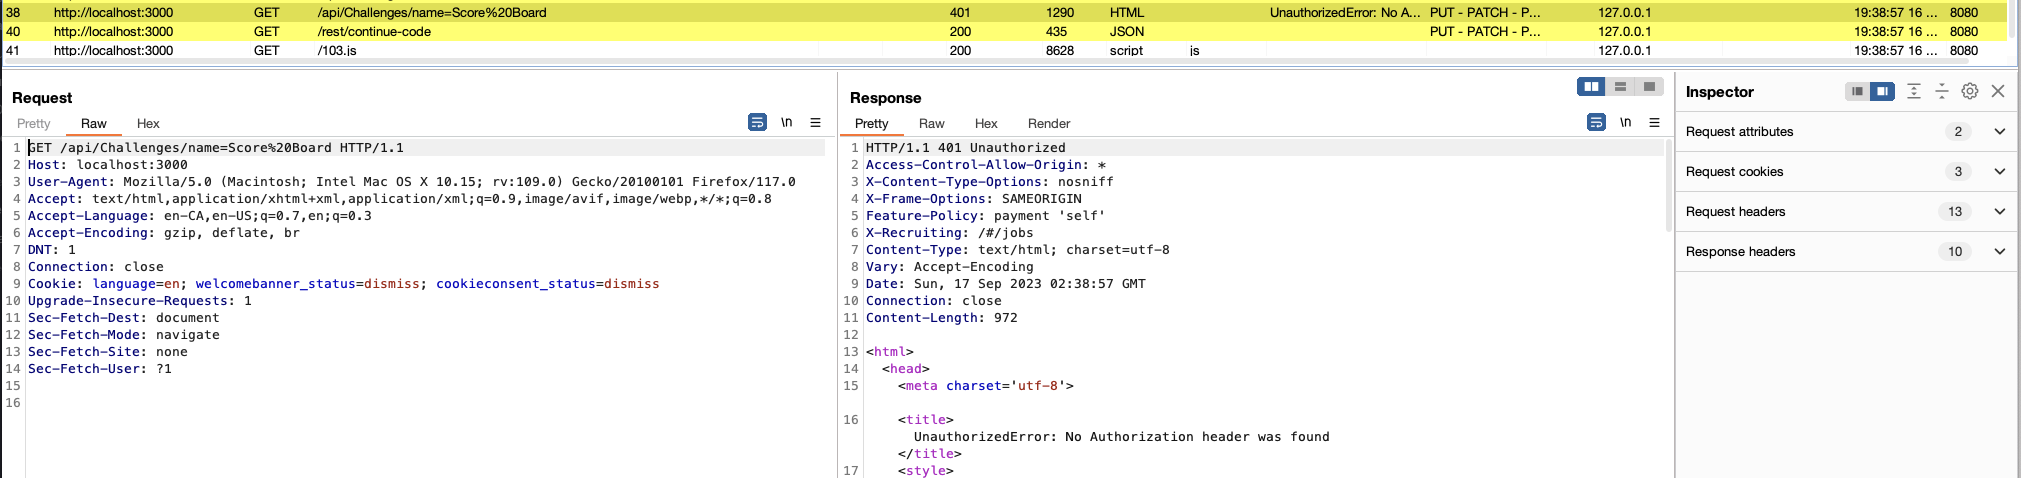 38 http://localhost:3000 GET /api/Challenges/name=Score%20Board 401 1290 HTML UnauthorizedError: No A... PUT - PATCH - P... 127.0.0.1 19:38:57 16 ... 8080
40 http://localhost:3000 GET /rest/continue-code 200 435 JSON PUT - PATCH - P... 127.0.0.1 19:38:57 16 ... 8080
41 http://localhost:3000 GET /103.js 200 8628 script js 127.0.0.1 19:38:57 16 ... 8080
Request
Pretty Raw Hex \n
1 GET /api/Challenges/name=Score%20Board HTTP/1.1
2 Host: localhost:3000
3 User-Agent: Mozilla/5.0 (Macintosh; Intel Mac OS X 10.15; rv:109.0) Gecko/20100101 Firefox/117.0
4 Accept: text/html,application/xhtml+xml,application/xml;q=0.9,image/avif,image/webp,*/*;q=0.8
5 Accept-Language: en-CA,en-US;q=0.7,en;q=0.3
6 Accept-Encoding: gzip, deflate, br
7 DNT: 1
8 Connection: close
9 Cookie: language=en; welcomebanner_status=dismiss; cookieconsent_status=dismiss
10 Upgrade-Insecure-Requests: 1
11 Sec-Fetch-Dest: document
12 Sec-Fetch-Mode: navigate
13 Sec-Fetch-Site: none
14 Sec-Fetch-User: ?1
15
16
Response
Pretty Raw Hex Render \n
1 HTTP/1.1 401 Unauthorized
2 Access-Control-Allow-Origin: *
3 X-Content-Type-Options: nosniff
4 X-Frame-Options: SAMEORIGIN
5 Feature-Policy: payment 'self'
6 X-Recruiting: /#/jobs
7 Content-Type: text/html; charset=utf-8
8 Vary: Accept-Encoding
9 Date: Sun, 17 Sep 2023 02:38:57 GMT
10 Connection: close
11 Content-Length: 972
12
13 <html>
14 <head>
15 <meta charset='utf-8'>
16 <title>
UnauthorizedError: No Authorization header was found
</title>
17 <style>
Inspector
Request attributes 2
Request cookies 3
Request headers 13
Response headers 10